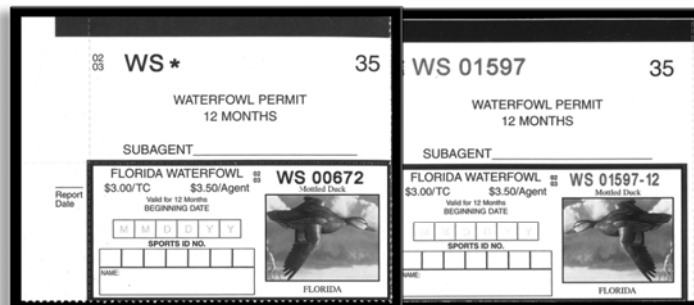 02
03
WS * 35
WATERFOWL PERMIT
12 MONTHS
SUBAGENT
Report
Date
FLORIDA WATERFOWL 02
03
$3.00/TC $3.50/Agent
Valid for 12 Months
BEGINNING DATE
M M D D Y Y
SPORTS ID NO.
NAME:
WS 00672
Mottled Duck
FLORIDA
WS 01597 35
WATERFOWL PERMIT
12 MONTHS
SUBAGENT
FLORIDA WATERFOWL 02
03
$3.00/TC $3.50/Agent
Valid for 12 Months
BEGINNING DATE
M M D D Y Y
SPORTS ID NO.
NAME:
WS 01597-12
Mottled Duck
FLORIDA